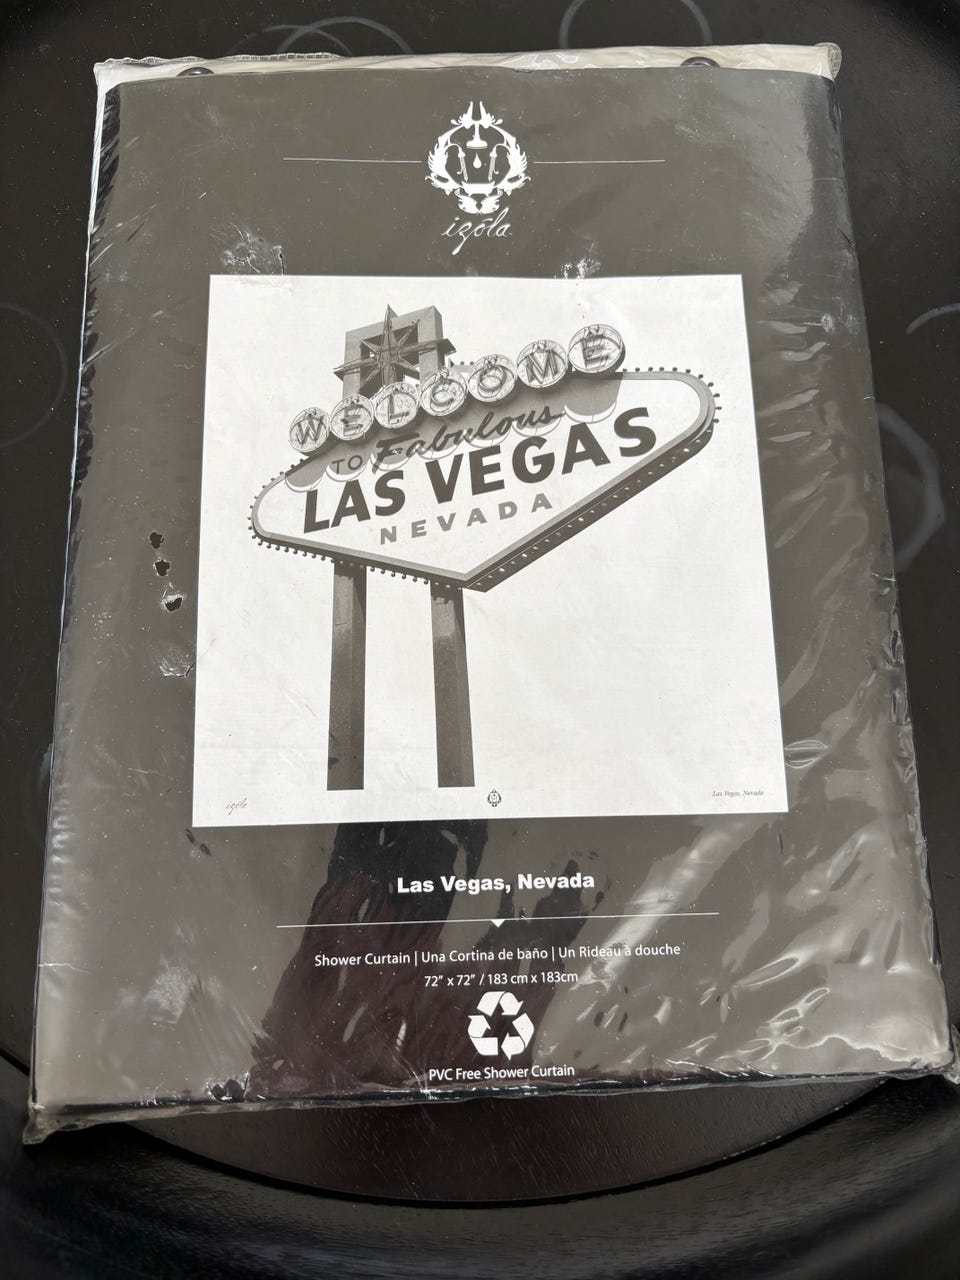 izola
WELCOME
TO Fabulous
LAS VEGAS
NEVADA
izola
Las Vegas, Nevada
Las Vegas, Nevada
Shower Curtain | Una Cortina de baño | Un Rideau à douche
72” x 72” / 183 cm x 183cm
PVC Free Shower Curtain